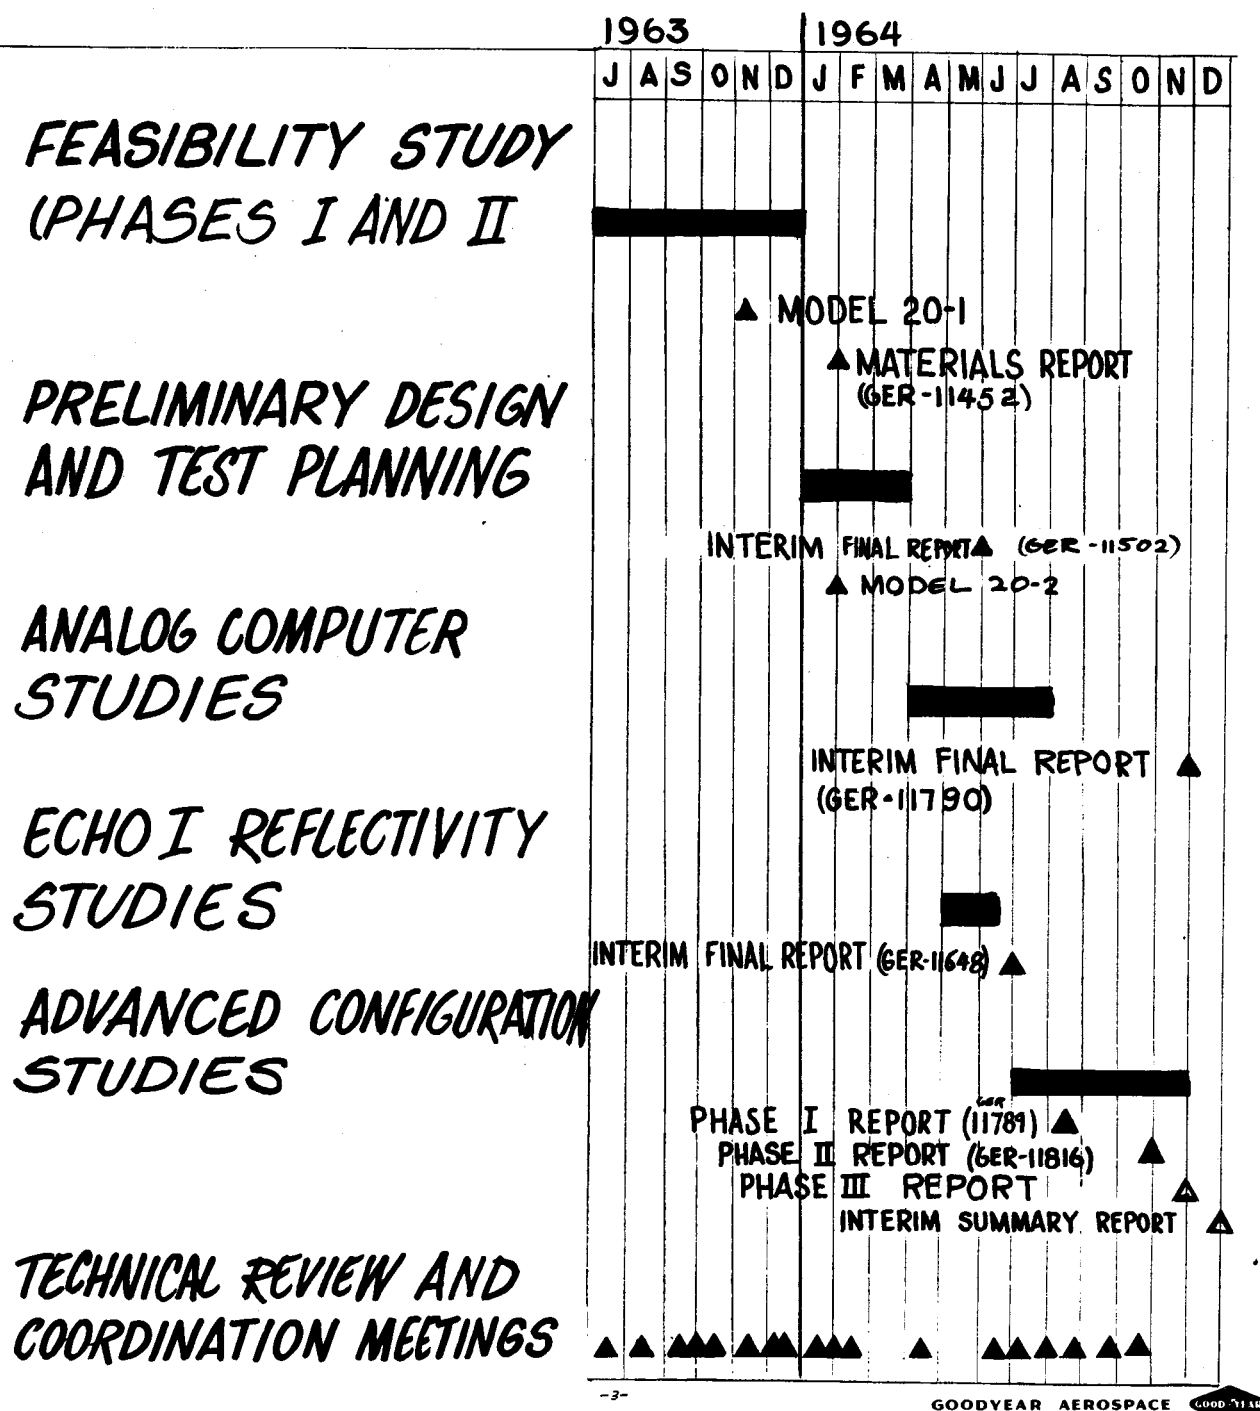 1963 1964
J A S O N D J F M A M J J A S O N D
FEASIBILITY STUDY
(PHASES I AND II
MODEL 20-1
MATERIALS REPORT
(GER-11452)
PRELIMINARY DESIGN
AND TEST PLANNING
INTERIM FINAL REPORT (GER-11502)
MODEL 20-2
ANALOG COMPUTER
STUDIES
INTERIM FINAL REPORT
(GER-11790)
ECHO I REFLECTIVITY
STUDIES
INTERIM FINAL REPORT (GER-11648)
ADVANCED CONFIGURATION
STUDIES
PHASE I REPORT (GER 11789)
PHASE II REPORT (GER-11816)
PHASE III REPORT
INTERIM SUMMARY REPORT
TECHNICAL REVIEW AND
COORDINATION MEETINGS
-3-
GOODYEAR AEROSPACE GOODYEAR